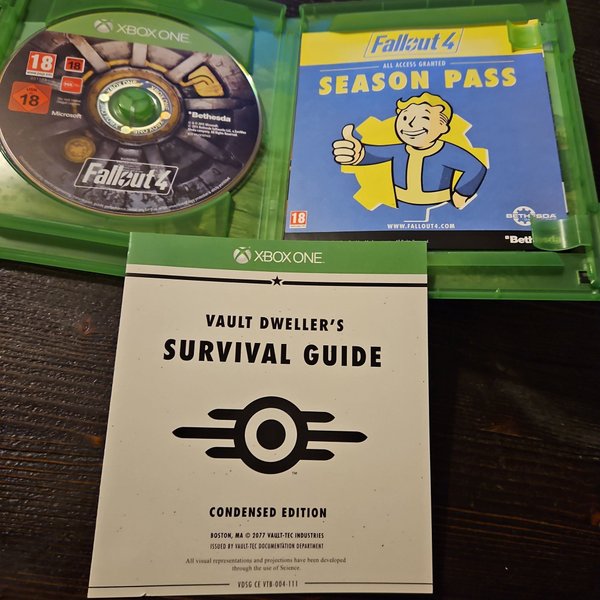 XBOX ONE
18
18
18
Microsoft
Bethesda
Fallout 4
Fallout 4
ALL ACCESS GRANTED
SEASON PASS
18
WWW.FALLOUT4.COM
BETHESDA
Beth
XBOX ONE
VAULT DWELLER'S
SURVIVAL GUIDE
TM
CONDENSED EDITION
BOSTON, MA © 2077 VAULT-TEC INDUSTRIES
ISSUED BY VAULT-TEC DOCUMENTATION DEPARTMENT
All visual representations and projections have been developed
through the use of Science.
VDSG CE VTB-004-111